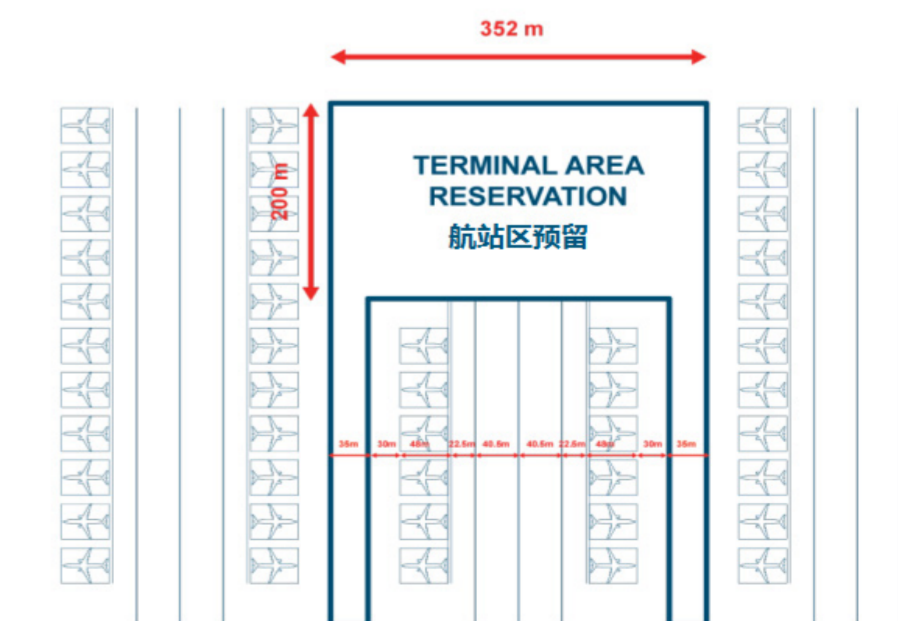 352 m
TERMINAL AREA
RESERVATION
航站区预留
200 m
35m 30m 48m 22.5m 40.5m 40.5m 22.5m 48m 30m 35m